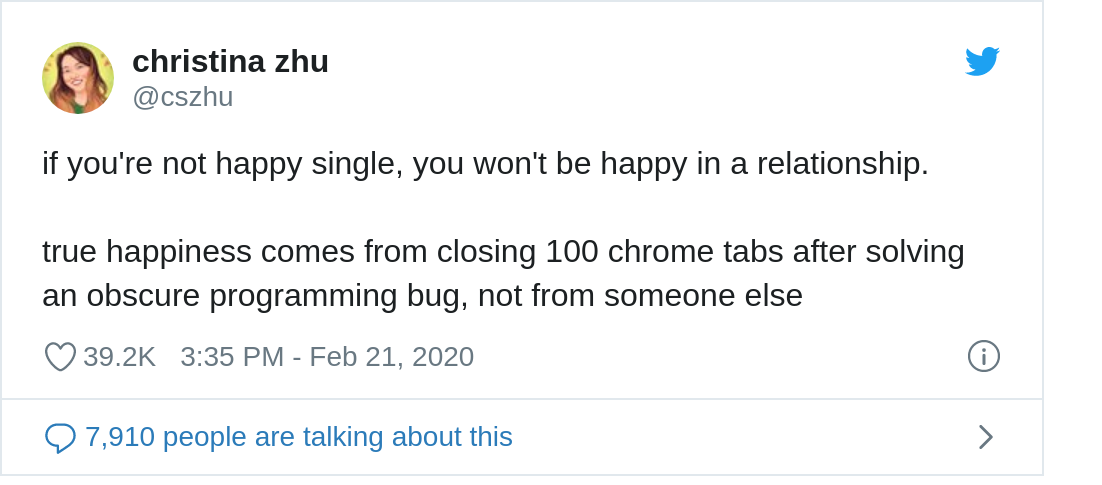 christina zhu
@cszhu
if you're not happy single, you won't be happy in a relationship.
true happiness comes from closing 100 chrome tabs after solving
an obscure programming bug, not from someone else
39.2K 3:35 PM - Feb 21, 2020
7,910 people are talking about this